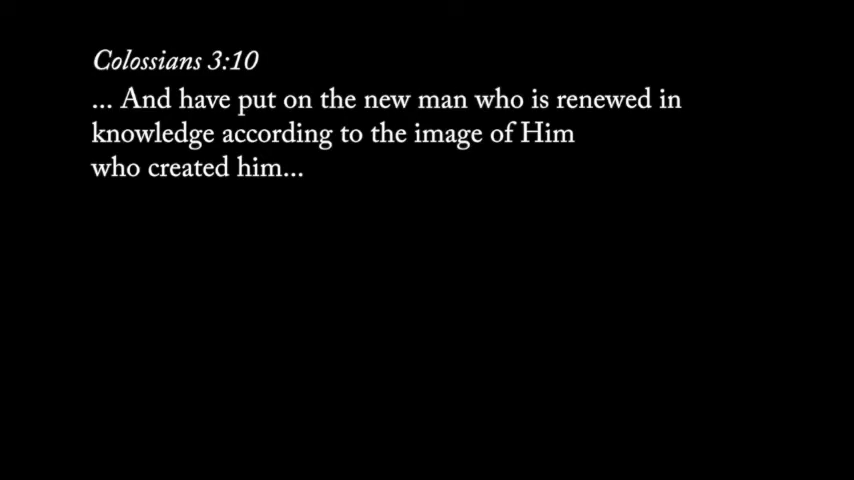 Colossians 3:10
... And have put on the new man who is renewed in
knowledge according to the image of Him
who created him...